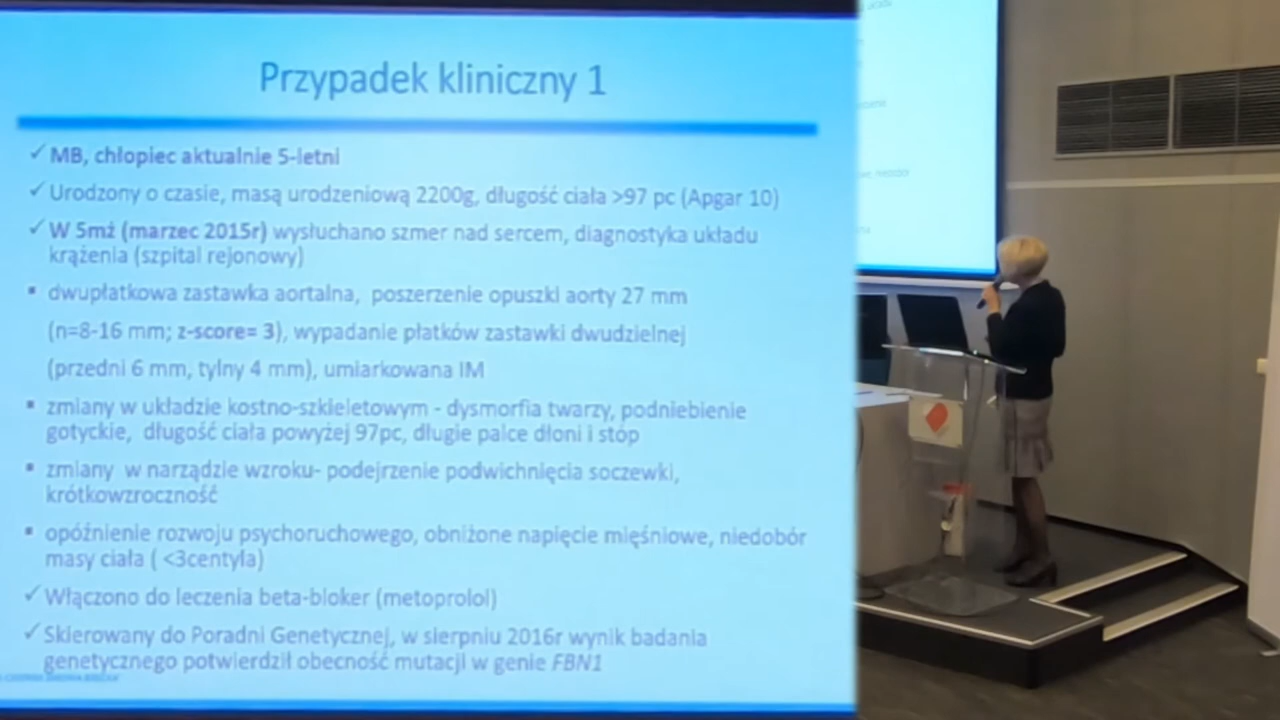 Przypadek kliniczny 1
✓ MB, chłopiec aktualnie 5-letni
✓ Urodzony o czasie, masą urodzeniową 2200g, długość ciała >97 pc (Apgar 10)
✓ W 5mż (marzec 2015r) wysłuchano szmer nad sercem, diagnostyka układu
krążenia (szpital rejonowy)
▪ dwupłatkowa zastawka aortalna, poszerzenie opuszki aorty 27 mm
(n=8-16 mm; z-score= 3), wypadanie płatków zastawki dwudzielnej
(przedni 6 mm, tylny 4 mm), umiarkowana IM
▪ zmiany w układzie kostno-szkieletowym - dysmorfia twarzy, podniebienie
gotyckie, długość ciała powyżej 97pc, długie palce dłoni i stóp
▪ zmiany w narządzie wzroku- podejrzenie podwichnięcia soczewki,
krótkowzroczność
▪ opóźnienie rozwoju psychoruchowego, obniżone napięcie mięśniowe, niedobór
masy ciała ( <3centyla)
✓ Włączono do leczenia beta-bloker (metoprolol)
✓ Skierowany do Poradni Genetycznej, w sierpniu 2016r wynik badania
genetycznego potwierdził obecność mutacji w genie FBN1